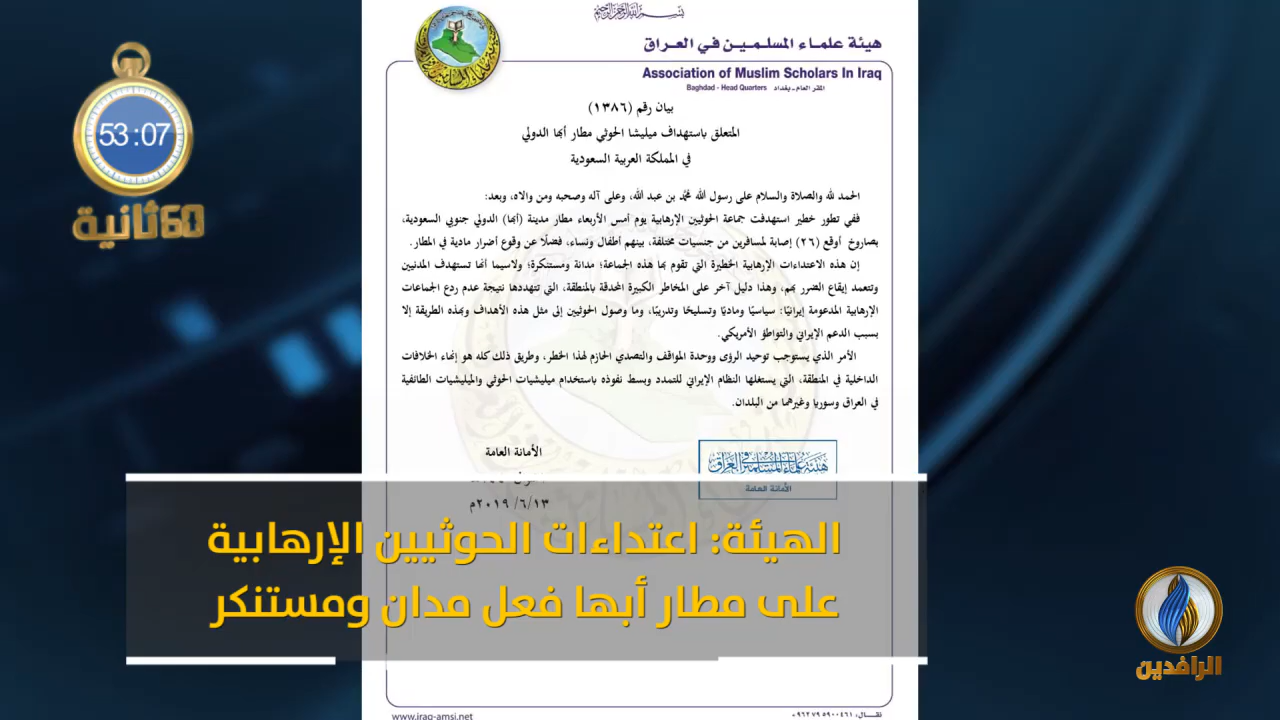 بسم الله الرحمن الرحيم
هيئة علماء المسلمين في العراق
Association of Muslim Scholars In Iraq
Baghdad - Head Quarters المقر العام - بغداد
53:07
60ثانية
بيان رقم (١٣٨٦)
المتعلق باستهداف ميليشا الحوثي مطار أبها الدولي
في المملكة العربية السعودية
الحمد لله والصلاة والسلام على رسول الله محمد بن عبد الله، وعلى آله وصحبه ومن والاه، وبعد:
ففي تطور خطير استهدفت جماعة الحوثيين الإرهابية يوم أمس الأربعاء مطار مدينة (أبها) الدولي جنوبي السعودية،
بصاروخ أوقع (٢٦) إصابة لمسافرين من جنسيات مختلفة، بينهم أطفال ونساء، فضلًا عن وقوع أضرار مادية في المطار.
إن هذه الاعتداءات الإرهابية الخطيرة التي تقوم بها هذه الجماعة؛ مدانة ومستنكرة؛ ولاسيما أنها تستهدف المدنيين
وتتعمد إيقاع الضرر بهم، وهذا دليل آخر على المخاطر الكبيرة المحدقة بالمنطقة، التي تتهددها نتيجة عدم ردع الجماعات
الإرهابية المدعومة إيرانيًا: سياسيًا وماديًا وتسليحًا وتدريبًا، وما وصول الحوثيين إلى مثل هذه الأهداف وبهذه الطريقة إلا
بسبب الدعم الإيراني والتواطؤ الأمريكي.
الأمر الذي يستوجب توحيد الرؤى ووحدة المواقف والتصدي الحازم لهذا الخطر، وطريق ذلك كله هو إنهاء الخلافات
الداخلية في المنطقة، التي يستغلها النظام الإيراني للتمدد وبسط نفوذه باستخدام ميليشيات الحوثي والميليشيات الطائفية
في العراق وسوريا وغيرهما من البلدان.
الأمانة العامة
هيئة علماء المسلمين في العراق
الأمانة العامة
١٣/ ٦/ ٢٠١٩م
الهيئة: اعتداءات الحوثيين الإرهابية
على مطار أبها فعل مدان ومستنكر
الرافدين
www.iraq-amsi.net
نقال: ٠٠٩٦٢٧٩٥٩٠٠٤٦١